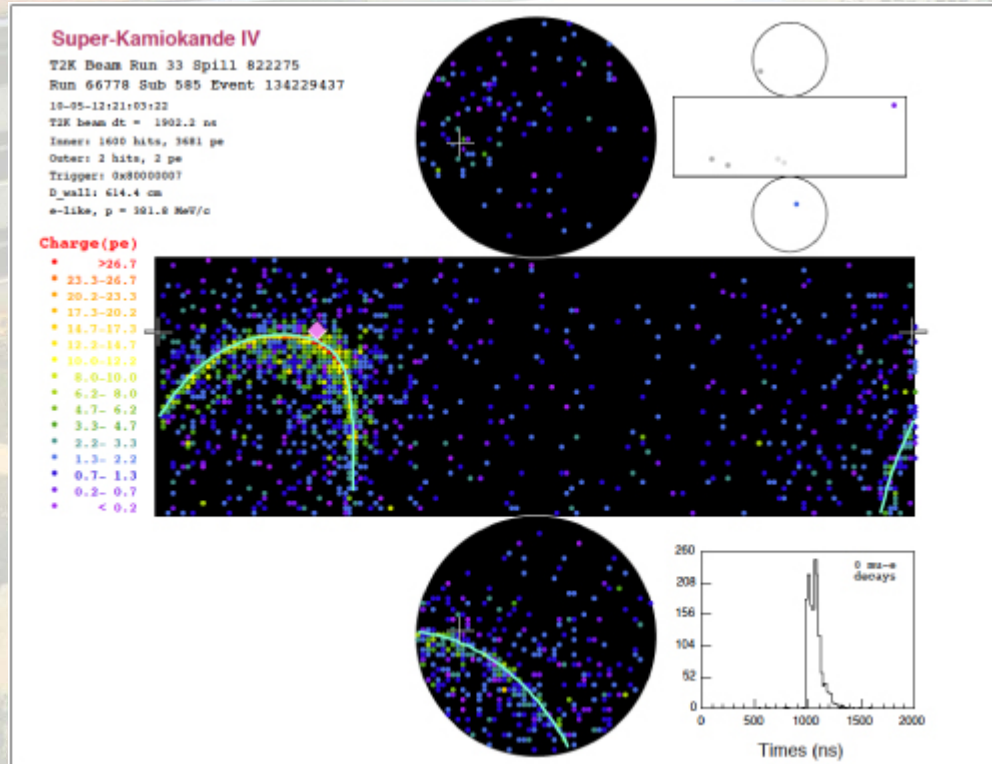 Super-Kamiokande IV
T2K Beam Run 33 Spill 822275
Run 66778 Sub 585 Event 134229437
10-05-12:21:03:22
T2K beam dt = 1902.2 ns
Inner: 1600 hits, 3681 pe
Outer: 2 hits, 2 pe
Trigger: 0x80000007
D_wall: 614.4 cm
e-like, p = 381.8 MeV/c
Charge(pe)
>26.7
23.3-26.7
20.2-23.3
17.3-20.2
14.7-17.3
12.2-14.7
10.0-12.2
8.0-10.0
6.2- 8.0
4.7- 6.2
3.3- 4.7
2.2- 3.3
1.3- 2.2
0.7- 1.3
0.2- 0.7
< 0.2
0 mu-e
decays
260
208
156
104
52
0
0 500 1000 1500 2000
Times (ns)